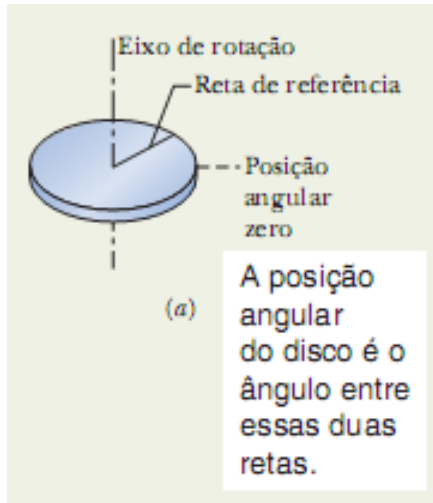 Eixo de rotação
Reta de referência
Posição
angular
zero
(a)
A posição
angular
do disco é o
ângulo entre
essas duas
retas.